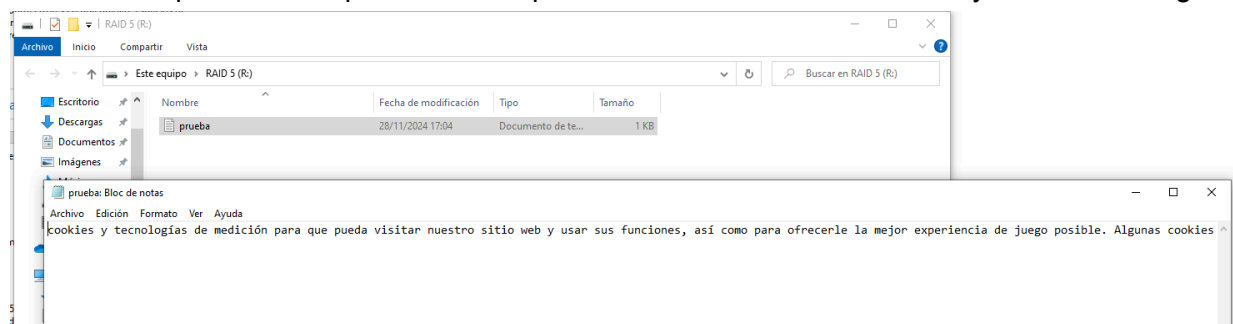 RAID 5 (R:)
Archivo Inicio Compartir Vista
Este equipo > RAID 5 (R:)
Buscar en RAID 5 (R:)
Escritorio
Descargas
Documentos
Imágenes
Nombre Fecha de modificación Tipo Tamaño
prueba 28/11/2024 17:04 Documento de te... 1 KB
prueba: Bloc de notas
Archivo Edición Formato Ver Ayuda
cookies y tecnologías de medición para que pueda visitar nuestro sitio web y usar sus funciones, así como para ofrecerle la mejor experiencia de juego posible. Algunas cookies